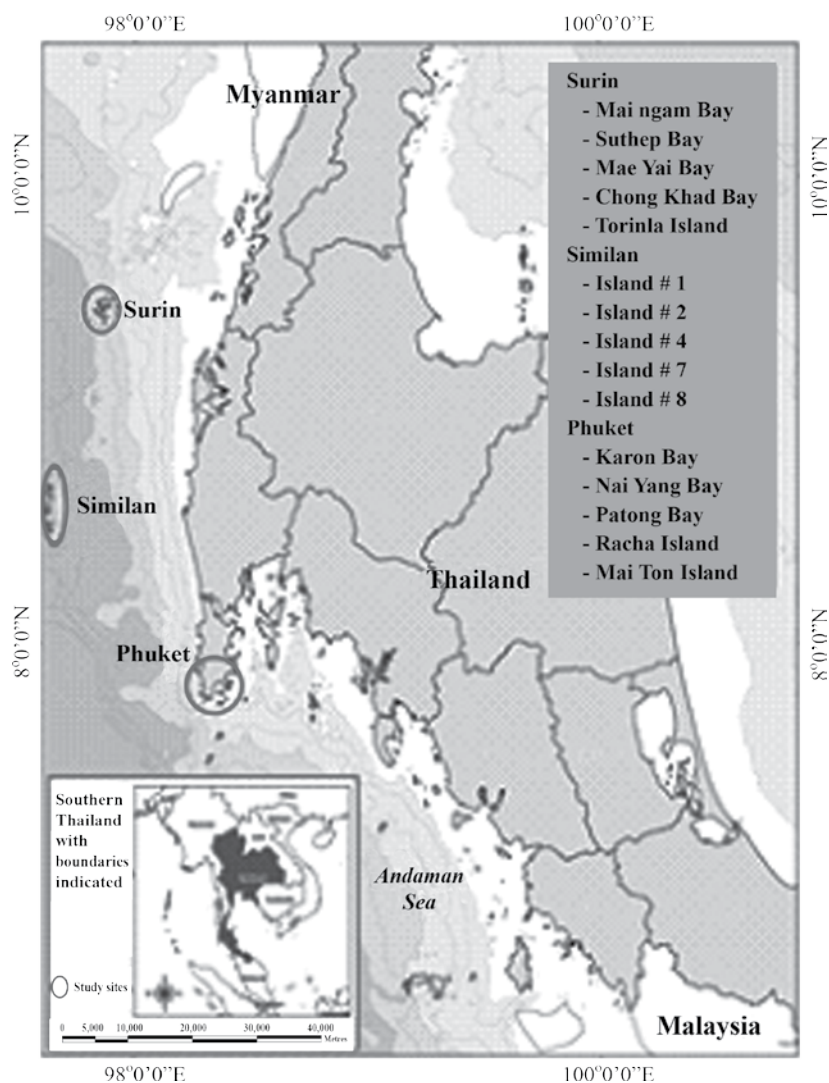 98°0'0"E
100°0'0"E
10°0'0"N
10°0'0"N
8°0'0"N
8°0'0"N
Myanmar
Surin
Similan
Phuket
Thailand
Andaman
Sea
Malaysia
Surin
- Mai ngam Bay
- Suthep Bay
- Mae Yai Bay
- Chong Khad Bay
- Torinla Island
Similan
- Island # 1
- Island # 2
- Island # 4
- Island # 7
- Island # 8
Phuket
- Karon Bay
- Nai Yang Bay
- Patong Bay
- Racha Island
- Mai Ton Island
Southern
Thailand
with
boundaries
indicated
Study sites
0 5,000 10,000 20,000 30,000 40,000
Metres
98°0'0"E
100°0'0"E